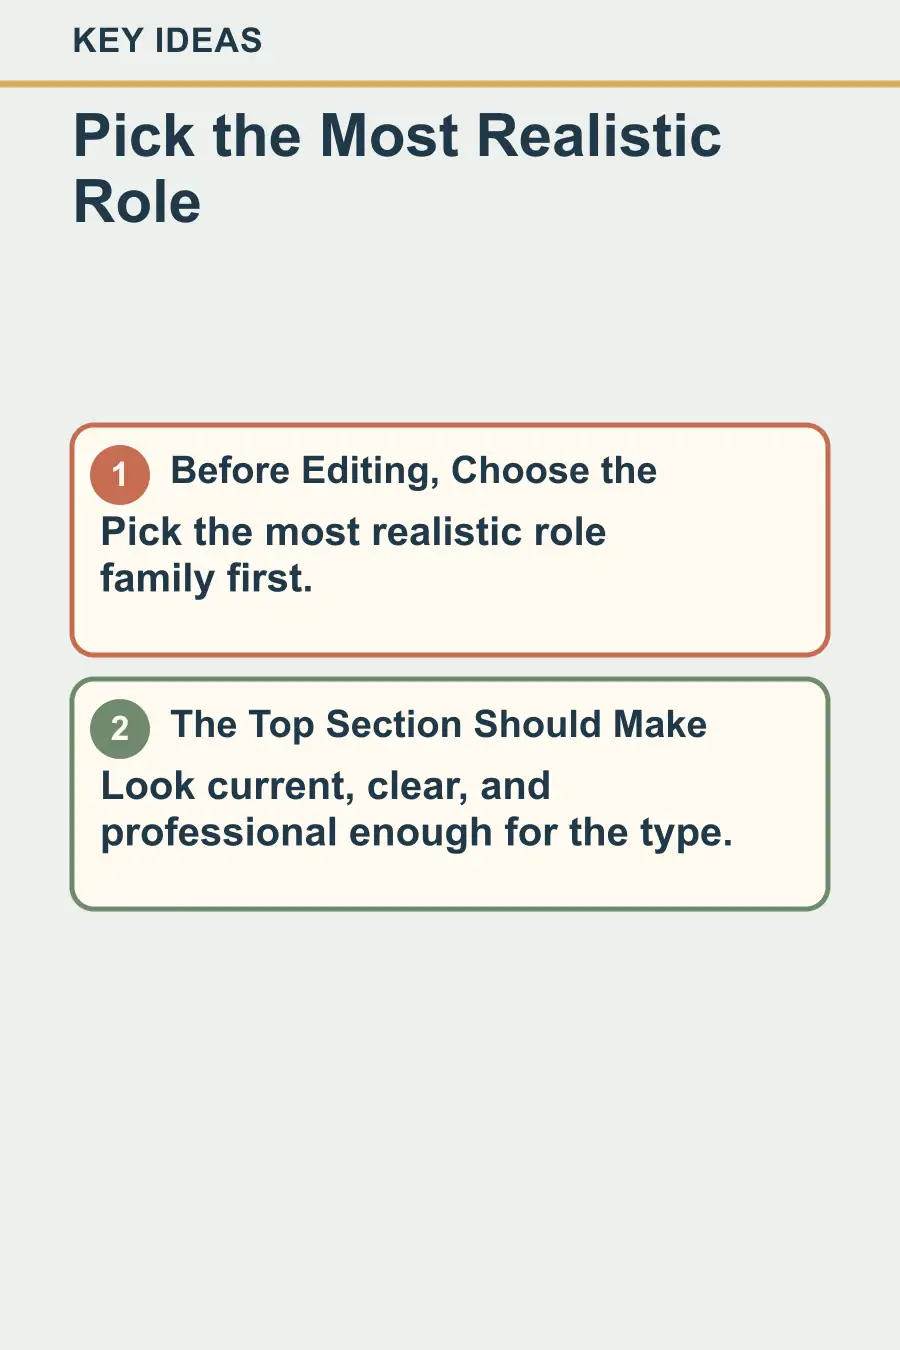 KEY IDEAS
Pick the Most Realistic
Role
1 Before Editing, Choose the
Pick the most realistic role
family first.
2 The Top Section Should Make
Look current, clear, and
professional enough for the type.